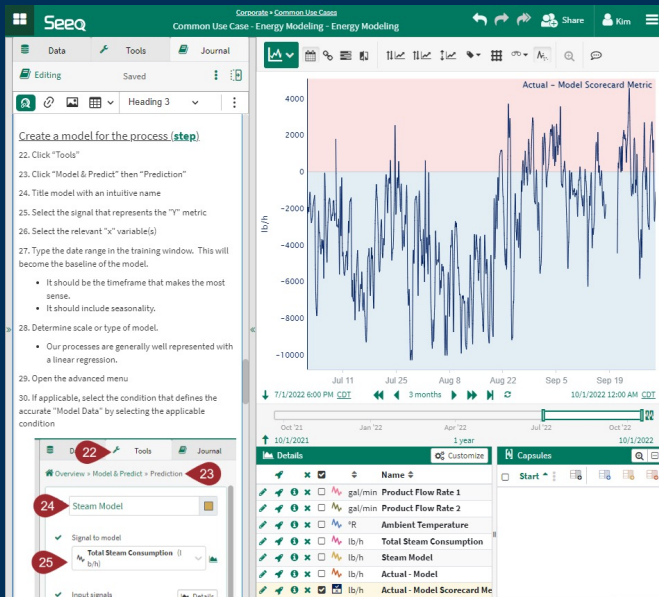 Seeq
Corporate » Common Use Cases
Common Use Case - Energy Modeling - Energy Modeling
Share
Kim
Data
Tools
Journal
Editing
Saved
Heading 3
Create a model for the process (step)
22. Click "Tools"
23. Click "Model & Predict" then "Prediction"
24. Title model with an intuitive name
25. Select the signal that represents the "Y" metric
26. Select the relevant "x" variable(s)
27. Type the date range in the training window. This will
become the baseline of the model.
• It should be the timeframe that makes the most
sense.
• It should include seasonality.
28. Determine scale or type of model.
• Our processes are generally well represented with
a linear regression.
29. Open the advanced menu
30. If applicable, select the condition that defines the
accurate "Model Data" by selecting the applicable
condition
22
Tools
Journal
Overview » Model & Predict » Prediction
23
24
Steam Model
Signal to model
25
Total Steam Consumption (l
b/h)
Input signals
Details
Actual - Model Scorecard Metric
4000
2000
0
-2000
-4000
-6000
-8000
-10000
lb/h
Jul 11
Jul 25
Aug 8
Aug 22
Sep 5
Sep 19
7/1/2022 6:00 PM CDT
3 months
10/1/2022 12:00 AM CDT
Oct '21
Jan '22
Apr '22
Jul '22
Oct '22
10/1/2021
1 year
10/1/2022
Details
Customize
Name
gal/min Product Flow Rate 1
gal/min Product Flow Rate 2
°R Ambient Temperature
lb/h Total Steam Consumption
lb/h Steam Model
lb/h Actual - Model
lb/h Actual - Model Scorecard Me
Capsules
Start